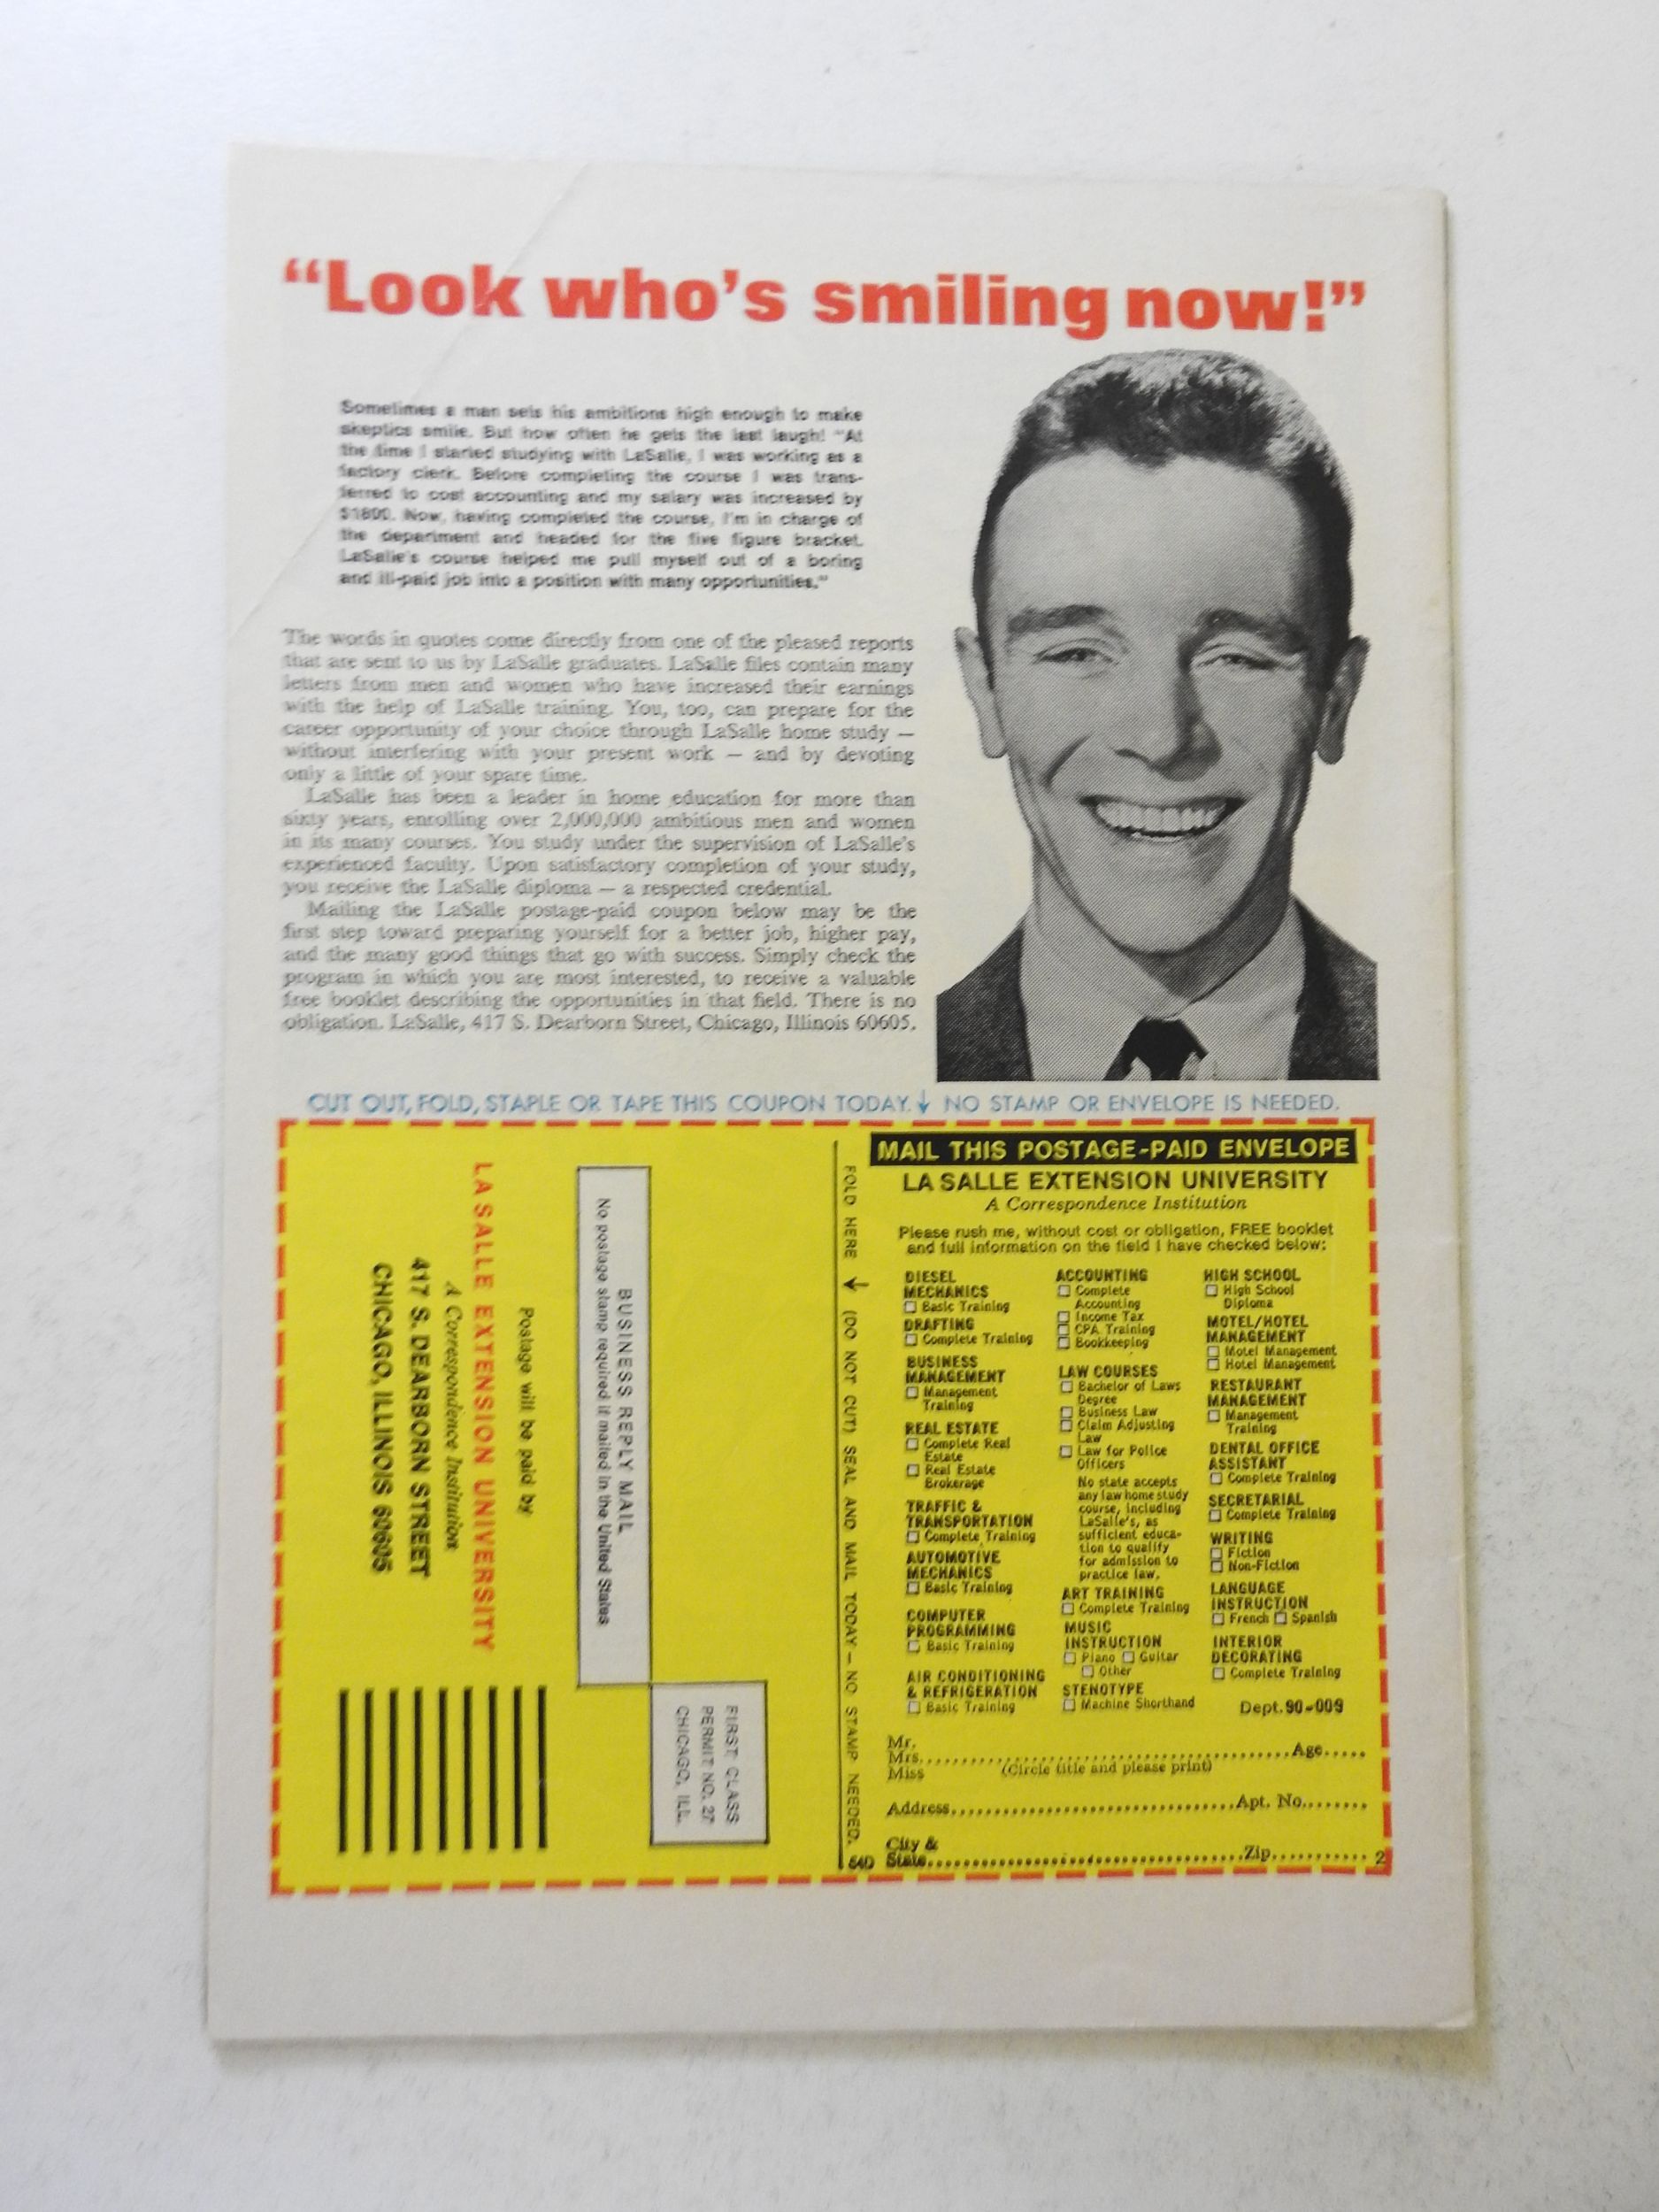 “Look who’s smiling now!”
Sometimes a man sets his ambitions high enough to make
skeptics smile. But how often he gets the last laugh! “At
the time I started studying with LaSalle, I was working as a
factory clerk. Before completing the course I was trans-
ferred to cost accounting and my salary was increased by
$1800. Now, having completed the course, I’m in charge of
the department and headed for the five figure bracket.
LaSalle’s course helped me pull myself out of a boring
and ill-paid job into a position with many opportunities.”
The words in quotes come directly from one of the pleased reports
that are sent to us by LaSalle graduates. LaSalle files contain many
letters from men and women who have increased their earnings
with the help of LaSalle training. You, too, can prepare for the
career opportunity of your choice through LaSalle home study —
without interfering with your present work — and by devoting
only a little of your spare time.
LaSalle has been a leader in home education for more than
sixty years, enrolling over 2,000,000 ambitious men and women
in its many courses. You study under the supervision of LaSalle’s
experienced faculty. Upon satisfactory completion of your study,
you receive the LaSalle diploma — a respected credential.
Mailing the LaSalle postage-paid coupon below may be the
first step toward preparing yourself for a better job, higher pay,
and the many good things that go with success. Simply check the
program in which you are most interested, to receive a valuable
free booklet describing the opportunities in that field. There is no
obligation. LaSalle, 417 S. Dearborn Street, Chicago, Illinois 60605.
CUT OUT, FOLD, STAPLE OR TAPE THIS COUPON TODAY. ↓ NO STAMP OR ENVELOPE IS NEEDED.
FIRST CLASS
PERMIT NO. 27
CHICAGO, ILL.
BUSINESS REPLY MAIL
No postage stamp required if mailed in the United States
Postage will be paid by
LA SALLE EXTENSION UNIVERSITY
A Correspondence Institution
417 S. DEARBORN STREET
CHICAGO, ILLINOIS 60605
FOLD HERE → (DO NOT CUT) SEAL AND MAIL TODAY — NO STAMP NEEDED.
MAIL THIS POSTAGE-PAID ENVELOPE
LA SALLE EXTENSION UNIVERSITY
A Correspondence Institution
Please rush me, without cost or obligation, FREE booklet
and full information on the field I have checked below:
DIESEL
MECHANICS
☐ Basic Training
DRAFTING
☐ Complete Training
BUSINESS
MANAGEMENT
☐ Management
Training
REAL ESTATE
☐ Complete Real
Estate
☐ Real Estate
Brokerage
TRAFFIC &
TRANSPORTATION
☐ Complete Training
AUTOMOTIVE
MECHANICS
☐ Basic Training
COMPUTER
PROGRAMMING
☐ Basic Training
AIR CONDITIONING
& REFRIGERATION
☐ Basic Training
ACCOUNTING
☐ Complete
Accounting
☐ Income Tax
☐ CPA Training
☐ Bookkeeping
LAW COURSES
☐ Bachelor of Laws
Degree
☐ Business Law
☐ Claim Adjusting
Law
☐ Law for Police
Officers
No state accepts
any law home study
course, including
LaSalle’s, as
sufficient educa-
tion to qualify
for admission to
practice law.
ART TRAINING
☐ Complete Training
MUSIC
INSTRUCTION
☐ Piano ☐ Guitar
☐ Other
STENOTYPE
☐ Machine Shorthand
HIGH SCHOOL
☐ High School
Diploma
MOTEL/HOTEL
MANAGEMENT
☐ Motel Management
☐ Hotel Management
RESTAURANT
MANAGEMENT
☐ Management
Training
DENTAL OFFICE
ASSISTANT
☐ Complete Training
SECRETARIAL
☐ Complete Training
WRITING
☐ Fiction
☐ Non-Fiction
LANGUAGE
INSTRUCTION
☐ French ☐ Spanish
INTERIOR
DECORATING
☐ Complete Training
Dept. 90-009
Mr.
Mrs. Age
Miss (Circle title and please print)
Address Apt. No.
City &
State Zip 2
54D